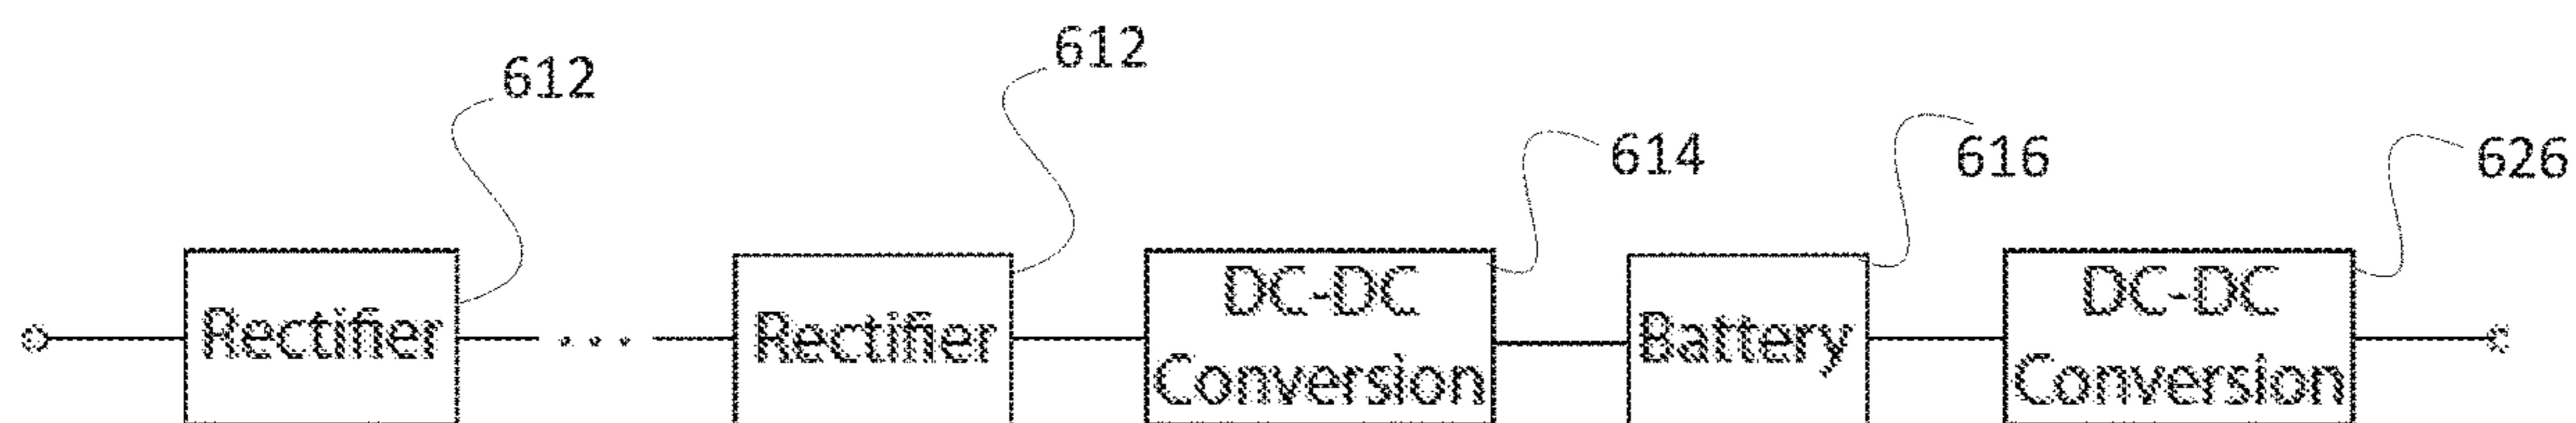 612
612
614
616
626
Rectifier
. . .
Rectifier
DC-DC
Conversion
Battery
DC-DC
Conversion